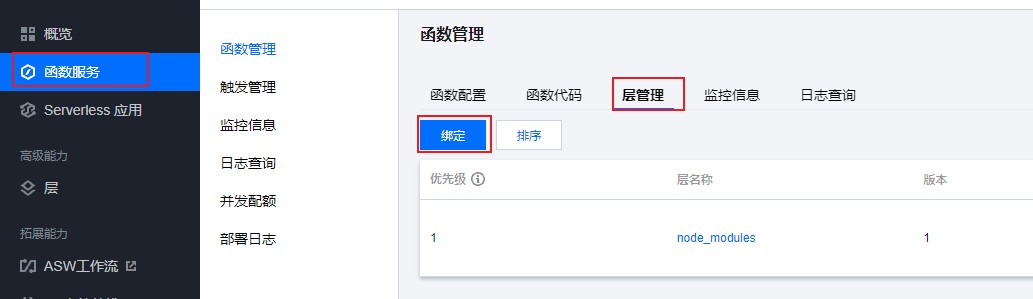 概览
函数服务
Serverless 应用
高级能力
层
拓展能力
ASW工作流
函数管理
触发管理
监控信息
日志查询
并发配额
部署日志
函数管理
函数配置 函数代码 层管理 监控信息 日志查询
绑定 排序
优先级 层名称 版本
1 node_modules 1